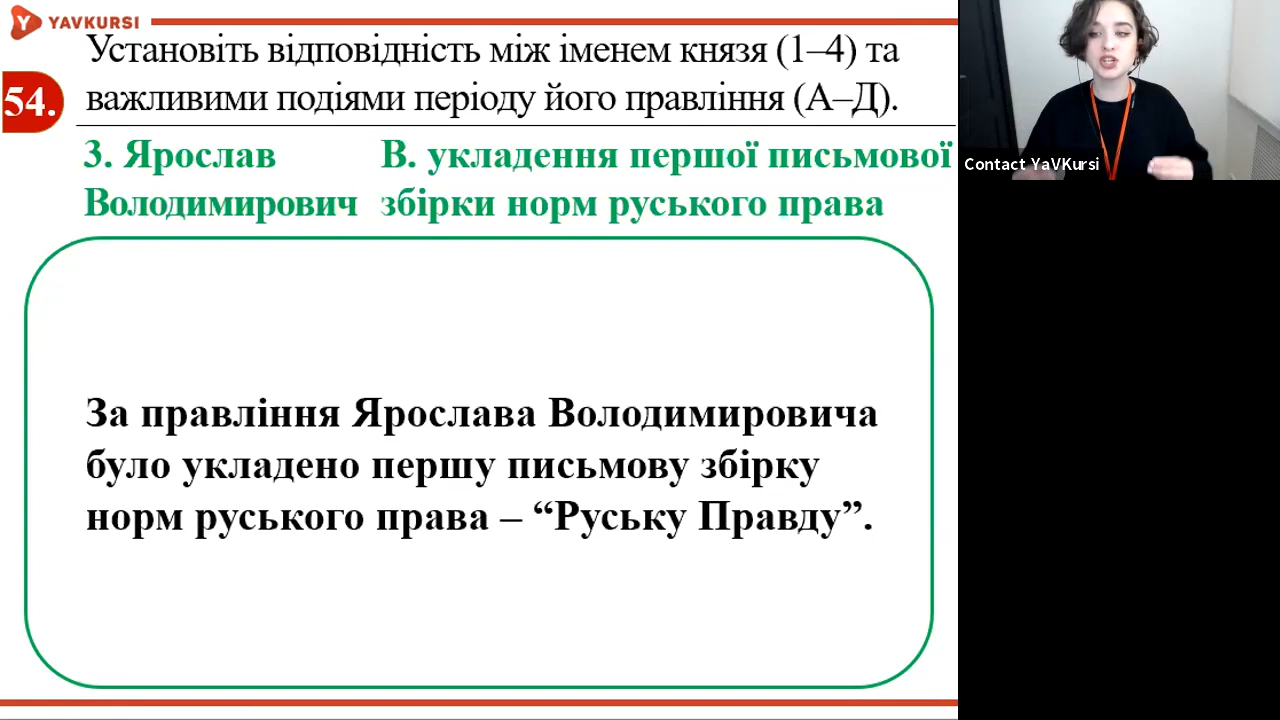 YAVKURSI
Установіть відповідність між іменем князя (1–4) та
54.
важливими подіями періоду його правління (А–Д).
3. Ярослав
Володимирович
В. укладення першої письмової
збірки норм руського права
За правління Ярослава Володимировича
було укладено першу письмову збірку
норм руського права – “Руську Правду”.
Contact YaVKursi